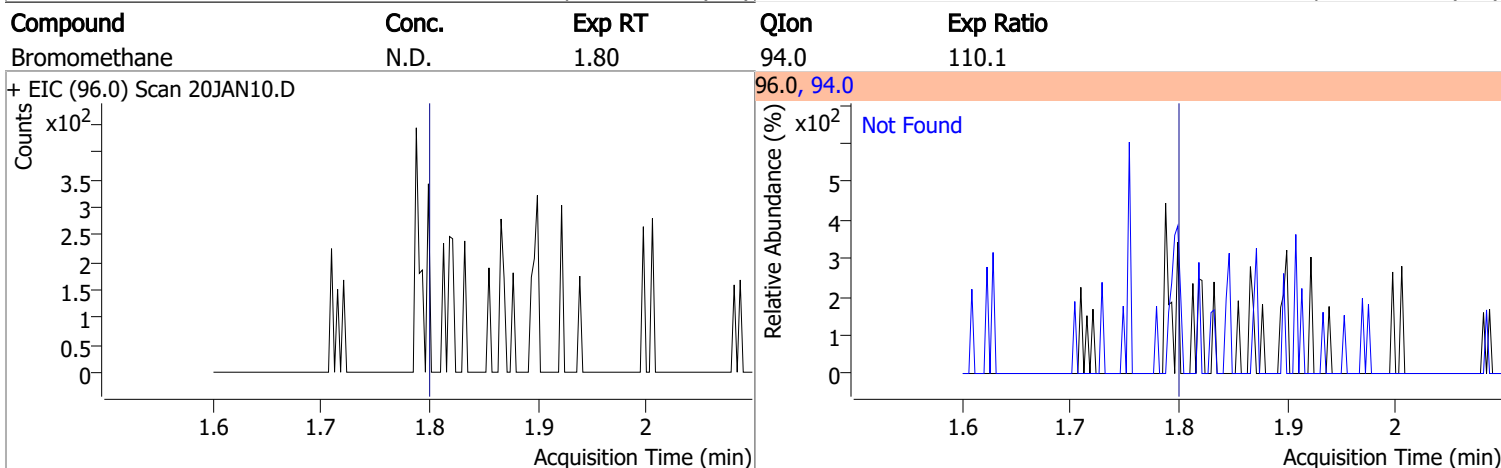 Compound Conc. Exp RT QIon Exp Ratio
Bromomethane N.D. 1.80 94.0 110.1
+ EIC (96.0) Scan 20JAN10.D
Counts
x10²
3.5
3
2.5
2
1.5
1
0.5
0
1.6 1.7 1.8 1.9 2
Acquisition Time (min)
96.0, 94.0
Relative Abundance (%)
x10²
Not Found
5
4
3
2
1
0
1.6 1.7 1.8 1.9 2
Acquisition Time (min)